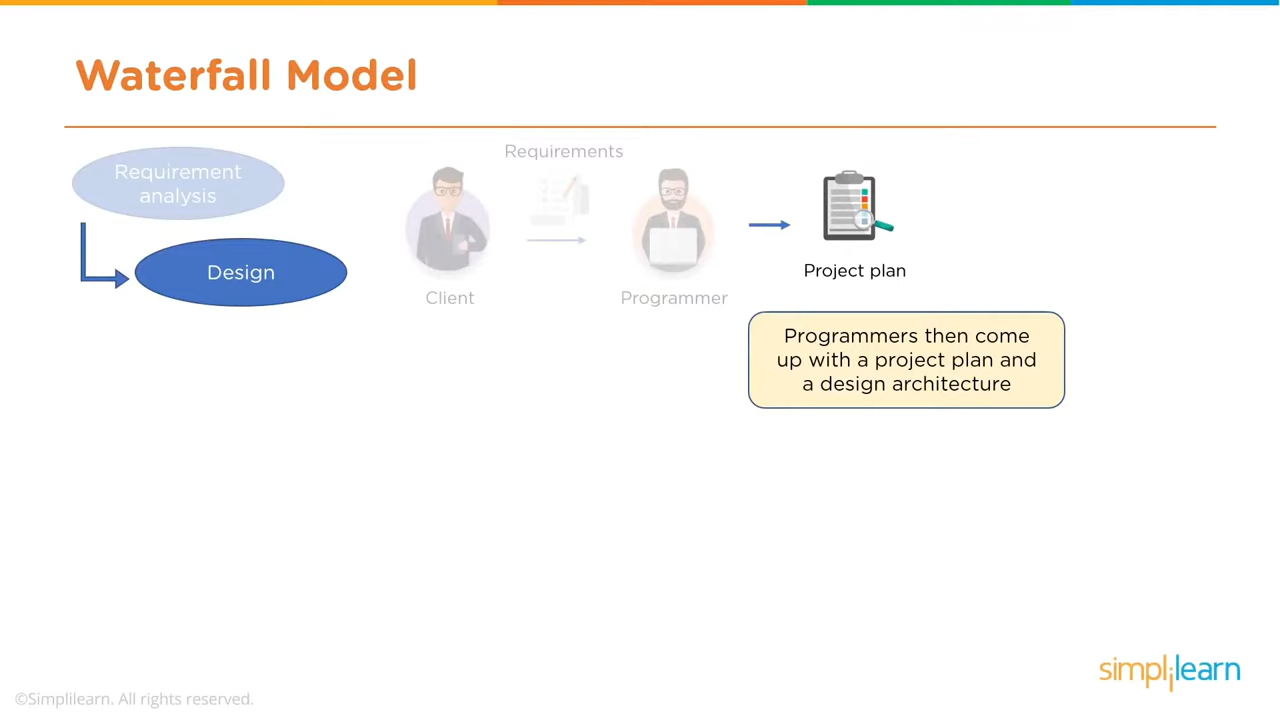 Waterfall Model
Requirement
analysis
Design
Requirements
Client
Programmer
Project plan
Programmers then come
up with a project plan and
a design architecture
©Simplilearn. All rights reserved.
simplilearn